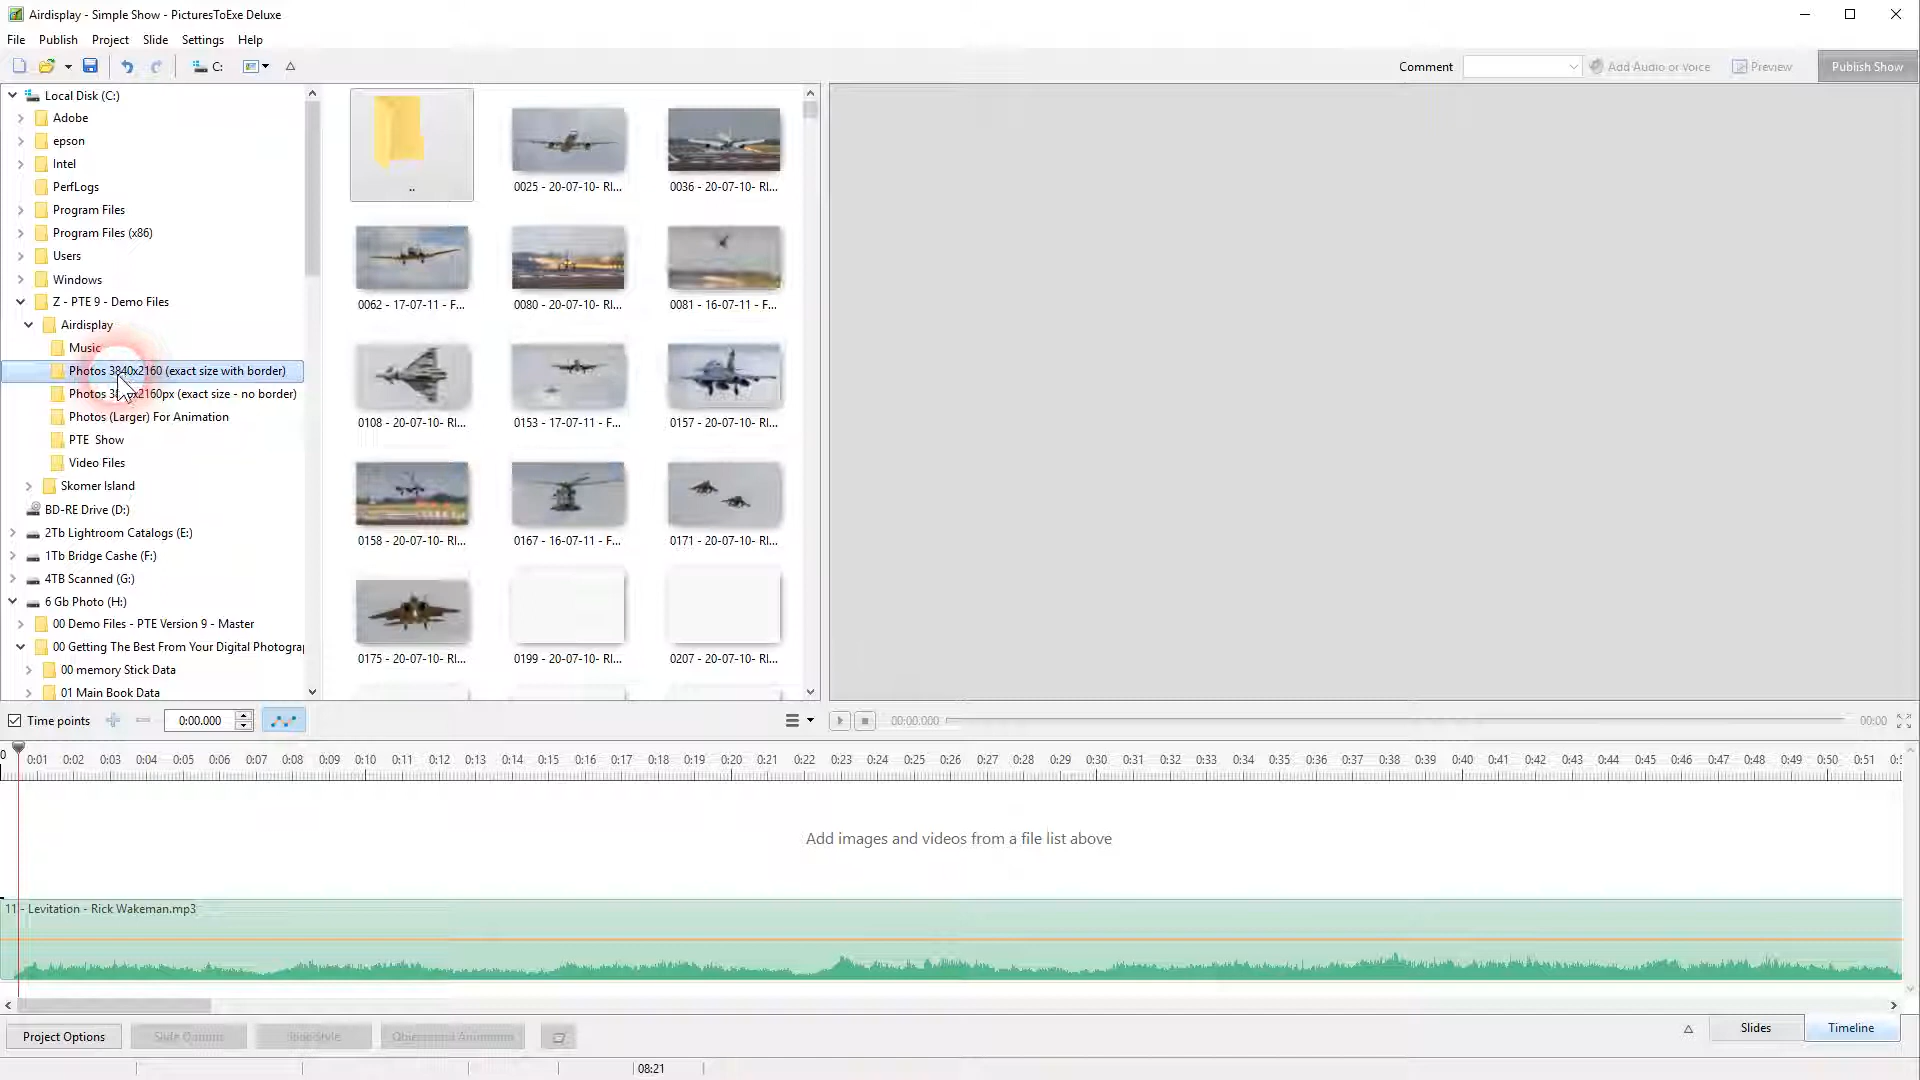 Airdisplay - Simple Show - PicturesToExe Deluxe
File Publish Project Slide Settings Help
C: Comment Add Audio or Voice Preview Publish Show
Local Disk (C:)
Adobe
epson
Intel
PerfLogs
Program Files
Program Files (x86)
Users
Windows
Z - PTE 9 - Demo Files
Airdisplay
Music
Photos 3840x2160 (exact size with border)
Photos 3840x2160px (exact size - no border)
Photos (Larger) For Animation
PTE Show
Video Files
Skomer Island
BD-RE Drive (D:)
2Tb Lightroom Catalogs (E:)
1Tb Bridge Cashe (F:)
4TB Scanned (G:)
6 Gb Photo (H:)
00 Demo Files - PTE Version 9 - Master
00 Getting The Best From Your Digital Photogra
00 memory Stick Data
01 Main Book Data
..
0025 - 20-07-10- RI...
0036 - 20-07-10- RI...
0062 - 17-07-11 - F...
0080 - 20-07-10- RI...
0081 - 16-07-11 - F...
0108 - 20-07-10- RI...
0153 - 17-07-11 - F...
0157 - 20-07-10- RI...
0158 - 20-07-10- RI...
0167 - 16-07-11 - F...
0171 - 20-07-10- RI...
0175 - 20-07-10- RI...
0199 - 20-07-10- RI...
0207 - 20-07-10- RI...
Time points 0:00.000 00:00.000 00:00
0 0:01 0:02 0:03 0:04 0:05 0:06 0:07 0:08 0:09 0:10 0:11 0:12 0:13 0:14 0:15 0:16 0:17 0:18 0:19 0:20 0:21 0:22 0:23 0:24 0:25 0:26 0:27 0:28 0:29 0:30 0:31 0:32 0:33 0:34 0:35 0:36 0:37 0:38 0:39 0:40 0:41 0:42 0:43 0:44 0:45 0:46 0:47 0:48 0:49 0:50 0:51
Add images and videos from a file list above
11 - Levitation - Rick Wakeman.mp3
Project Options Slides Timeline
08:21